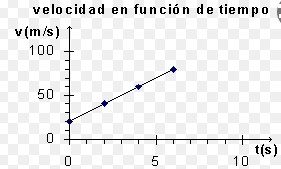 velocidad en función de tiempo
v(m/s)
100
50
0
0 5 10
t(s)